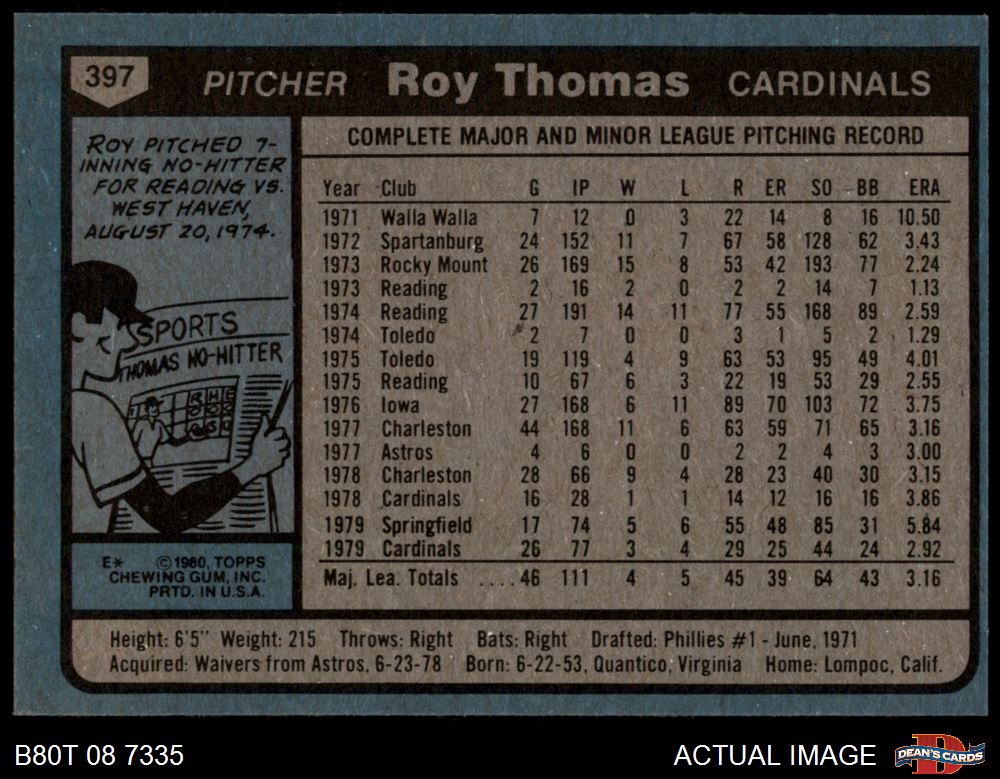 397 PITCHER Roy Thomas CARDINALS
ROY PITCHED 7-
INNING NO-HITTER
FOR READING VS.
WEST HAVEN,
AUGUST 20, 1974.
SPORTS
THOMAS NO-HITTER
R H E
E* © 1980, TOPPS
CHEWING GUM, INC.
PRTD. IN U.S.A.
COMPLETE MAJOR AND MINOR LEAGUE PITCHING RECORD
Year Club G IP W L R ER SO BB ERA
1971 Walla Walla 7 12 0 3 22 14 8 16 10.50
1972 Spartanburg 24 152 11 7 67 58 128 62 3.43
1973 Rocky Mount 26 169 15 8 53 42 193 77 2.24
1973 Reading 2 16 2 0 2 2 14 7 1.13
1974 Reading 27 191 14 11 77 55 168 89 2.59
1974 Toledo 2 7 0 0 3 1 5 2 1.29
1975 Toledo 19 119 4 9 63 53 95 49 4.01
1975 Reading 10 67 6 3 22 19 53 29 2.55
1976 Iowa 27 168 6 11 89 70 103 72 3.75
1977 Charleston 44 168 11 6 63 59 71 65 3.16
1977 Astros 4 6 0 0 2 2 4 3 3.00
1978 Charleston 28 66 9 4 28 23 40 30 3.15
1978 Cardinals 16 28 1 1 14 12 16 16 3.86
1979 Springfield 17 74 5 6 55 48 85 31 5.84
1979 Cardinals 26 77 3 4 29 25 44 24 2.92
Maj. Lea. Totals .... 46 111 4 5 45 39 64 43 3.16
Height: 6'5" Weight: 215 Throws: Right Bats: Right Drafted: Phillies #1 - June, 1971
Acquired: Waivers from Astros, 6-23-78 Born: 6-22-53, Quantico, Virginia Home: Lompoc, Calif.
B80T 08 7335 ACTUAL IMAGE DEAN'S CARDS